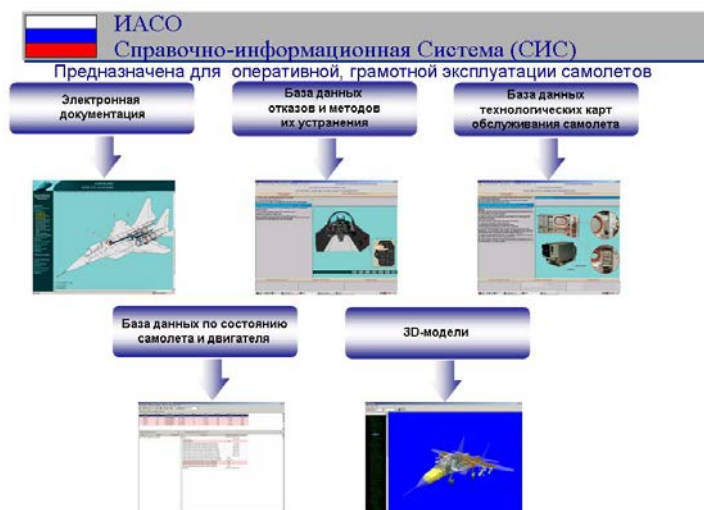 ИАСО
Справочно-информационная Система (СИС)
Предназначена для оперативной, грамотной эксплуатации самолетов
Электронная
документация
База данных
отказов и методов
их устранения
База данных
технологических карт
обслуживания самолета
База данных по состоянию
самолета и двигателя
3D-модели